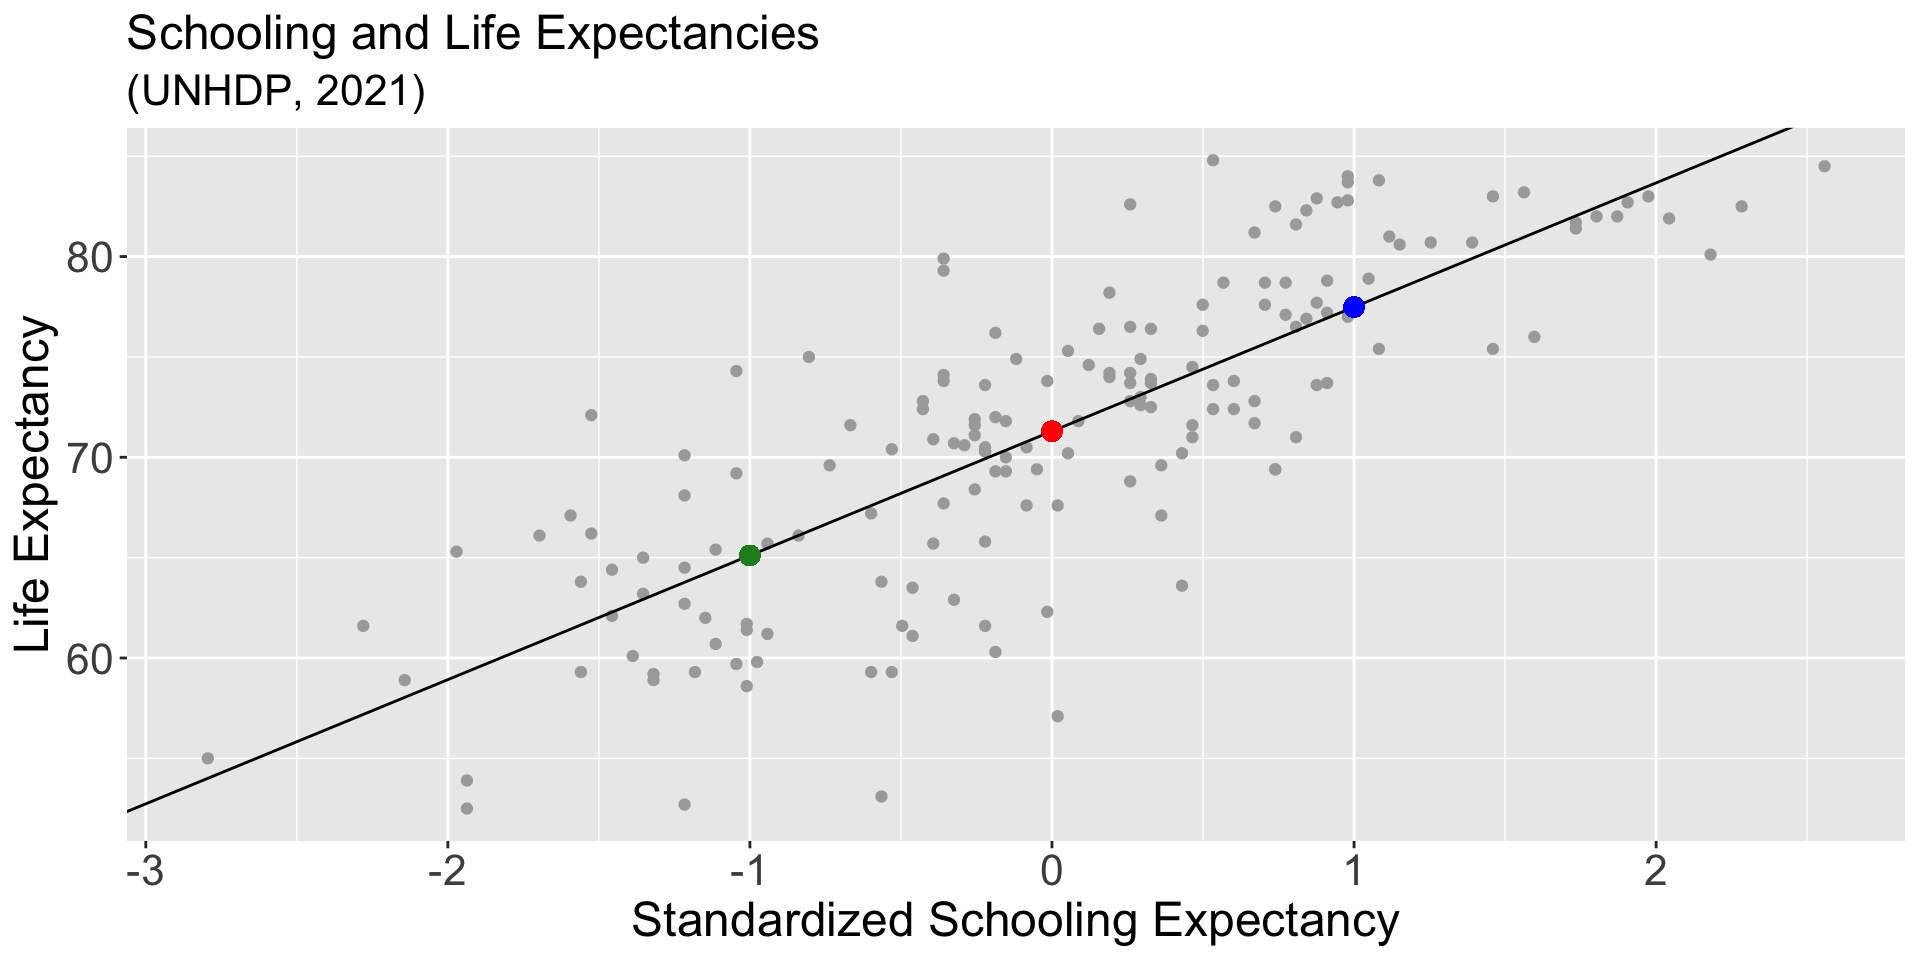 Schooling and Life Expectancies
(UNHDP, 2021)
Life Expectancy
80
70
60
-3 -2 -1 0 1 2
Standardized Schooling Expectancy